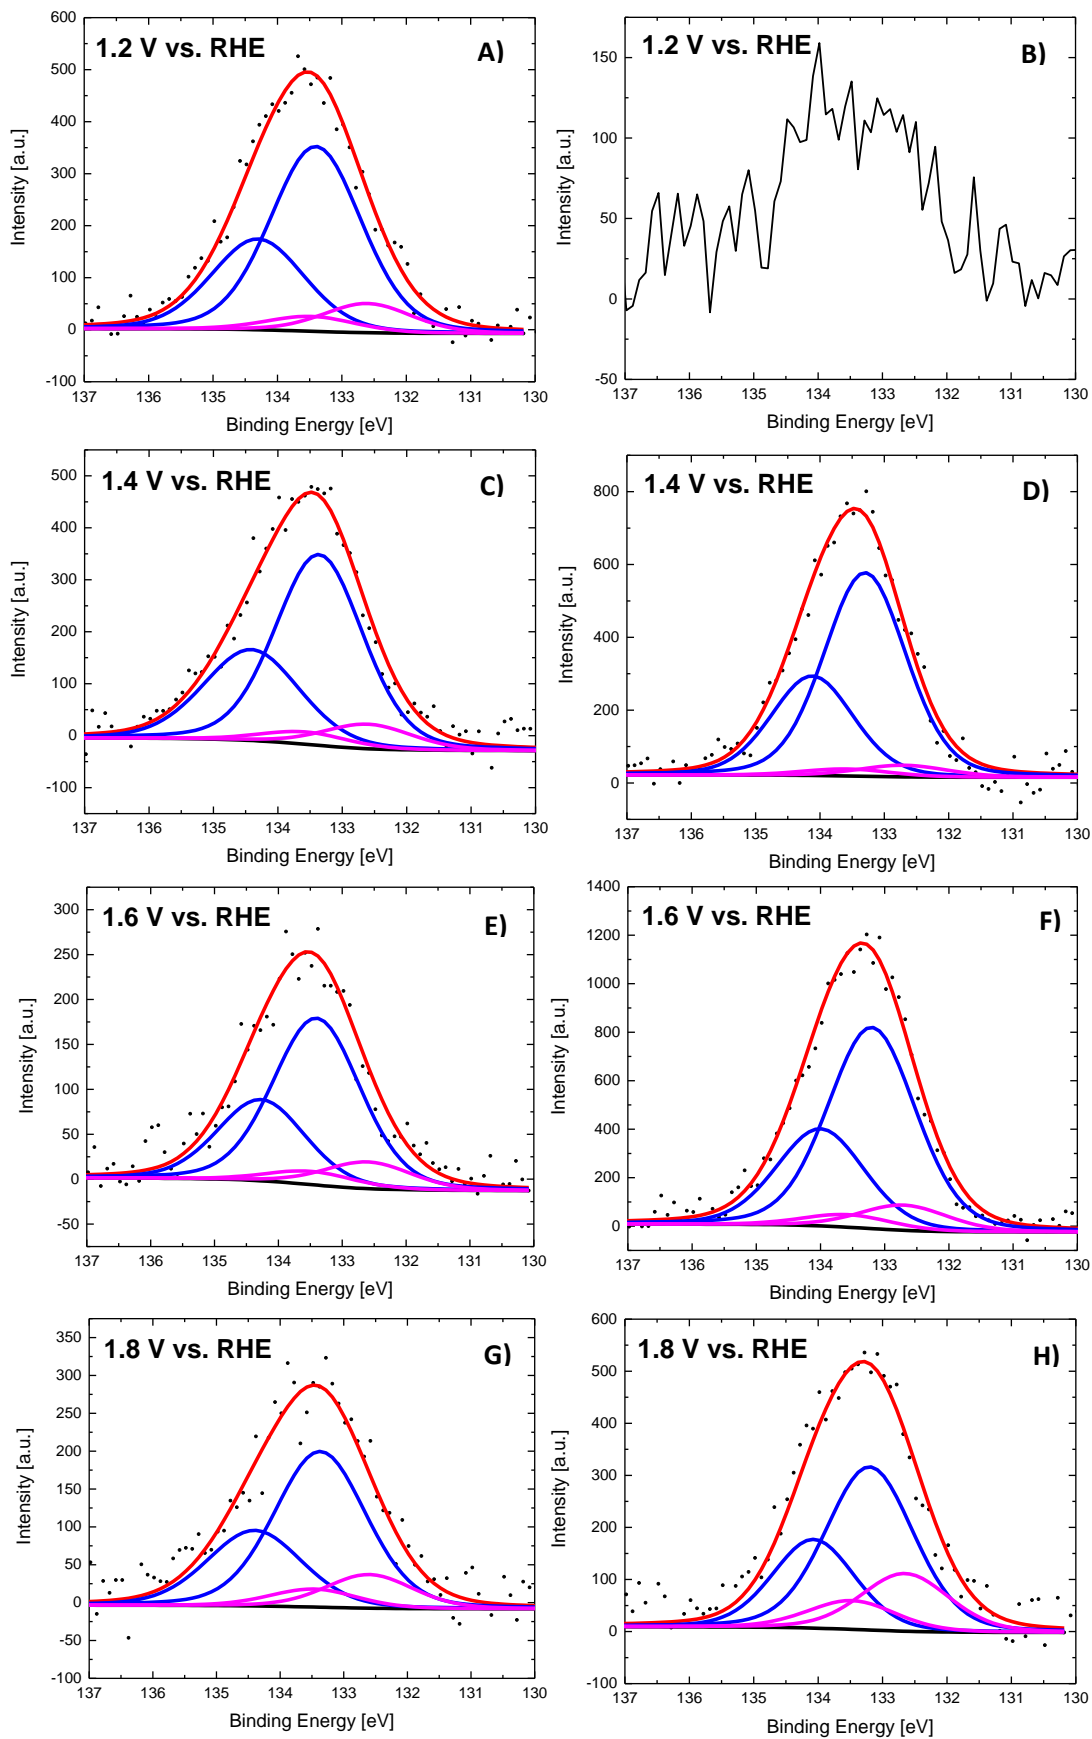 1.2 V vs. RHE
A)
Intensity [a.u.]
600
500
400
300
200
100
0
-100
137 136 135 134 133 132 131 130
Binding Energy [eV]
1.2 V vs. RHE
B)
Intensity [a.u.]
150
100
50
0
-50
137 136 135 134 133 132 131 130
Binding Energy [eV]
1.4 V vs. RHE
C)
Intensity [a.u.]
500
400
300
200
100
0
-100
137 136 135 134 133 132 131 130
Binding Energy [eV]
1.4 V vs. RHE
D)
Intensity [a.u.]
800
600
400
200
0
137 136 135 134 133 132 131 130
Binding Energy [eV]
1.6 V vs. RHE
E)
Intensity [a.u.]
300
250
200
150
100
50
0
-50
137 136 135 134 133 132 131 130
Binding Energy [eV]
1.6 V vs. RHE
F)
Intensity [a.u.]
1400
1200
1000
800
600
400
200
0
137 136 135 134 133 132 131 130
Binding Energy [eV]
1.8 V vs. RHE
G)
Intensity [a.u.]
350
300
250
200
150
100
50
0
-50
-100
137 136 135 134 133 132 131 130
Binding Energy [eV]
1.8 V vs. RHE
H)
Intensity [a.u.]
600
500
400
300
200
100
0
-100
137 136 135 134 133 132 131 130
Binding Energy [eV]